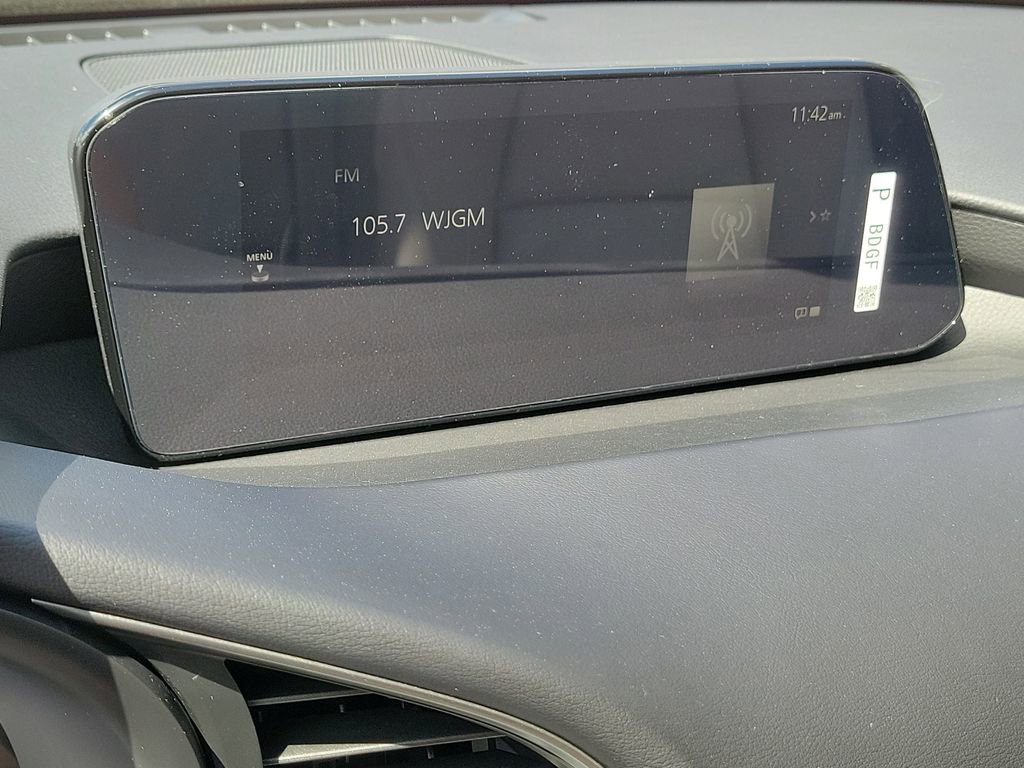 11:42am
FM
105.7 WJGM
MENU
P BDGF